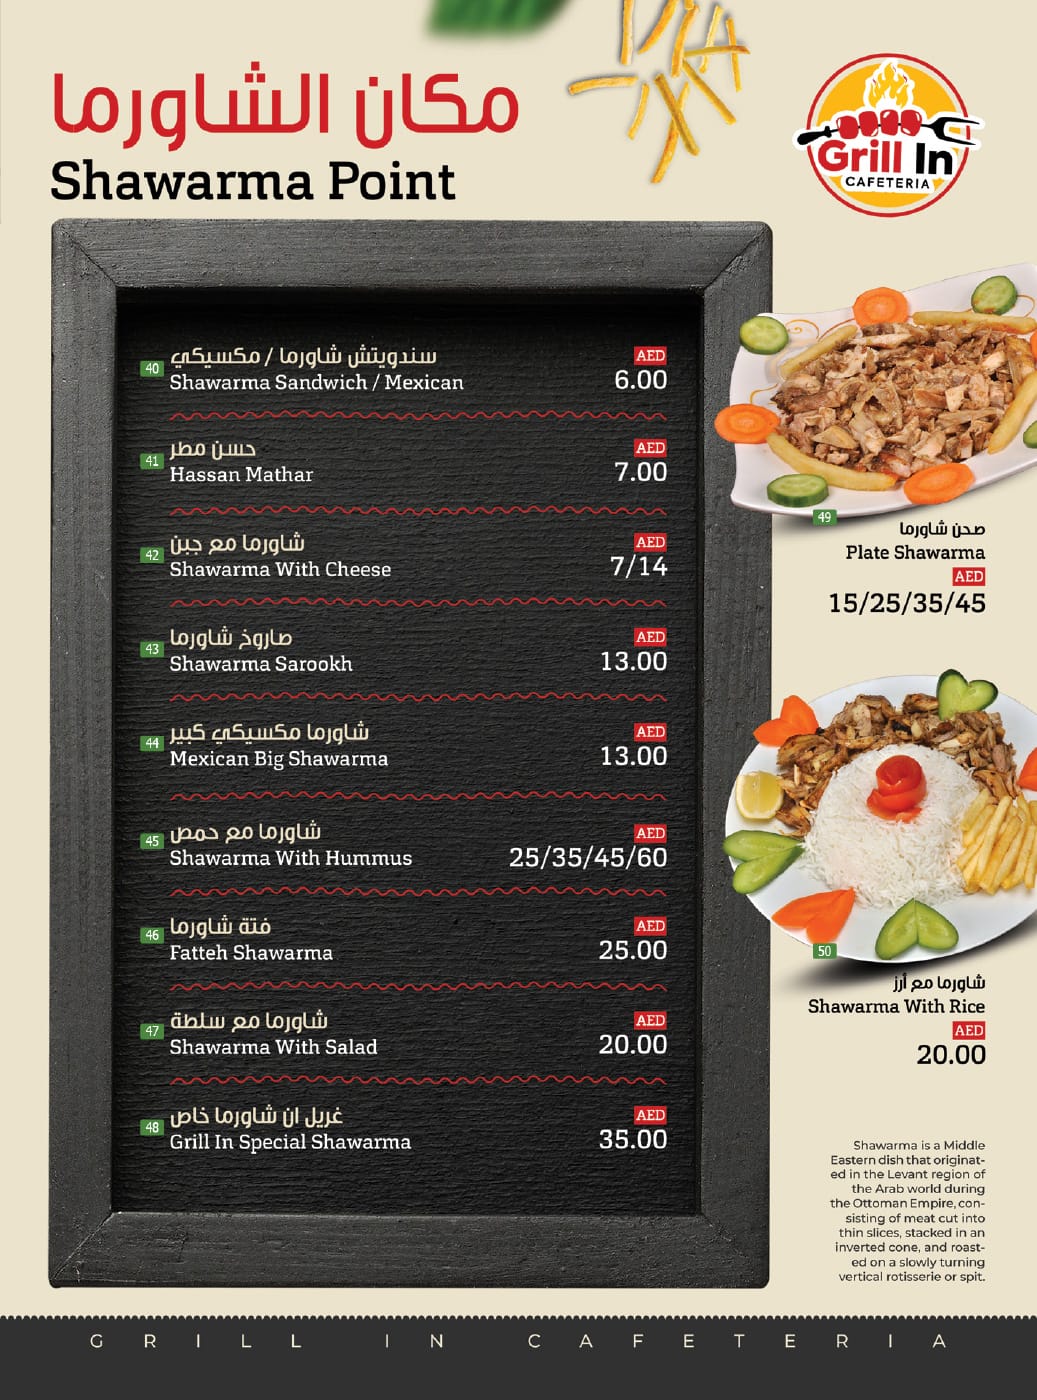 مكان الشاورما
Shawarma Point
Grill In
CAFETERIA
40
سندويتش شاورما / مكسيكي
Shawarma Sandwich / Mexican
AED
6.00
41
حسن مطر
Hassan Mathar
AED
7.00
42
شاورما مع جبن
Shawarma With Cheese
AED
7/14
43
صاروخ شاورما
Shawarma Sarookh
AED
13.00
44
شاورما مكسيكي كبير
Mexican Big Shawarma
AED
13.00
45
شاورما مع حمص
Shawarma With Hummus
AED
25/35/45/60
46
فتة شاورما
Fatteh Shawarma
AED
25.00
47
شاورما مع سلطة
Shawarma With Salad
AED
20.00
48
غريل ان شاورما خاص
Grill In Special Shawarma
AED
35.00
49
صحن شاورما
Plate Shawarma
AED
15/25/35/45
50
شاورما مع أرز
Shawarma With Rice
AED
20.00
Shawarma is a Middle
Eastern dish that originat-
ed in the Levant region of
the Arab world during
the Ottoman Empire, con-
sisting of meat cut into
thin slices, stacked in an
inverted cone, and roast-
ed on a slowly turning
vertical rotisserie or spit.
GRILL IN CAFETERIA